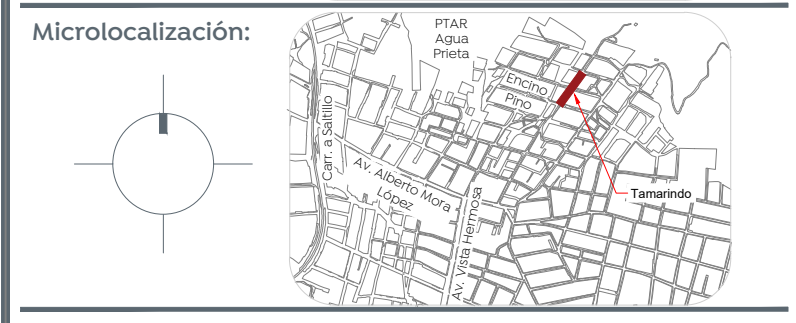 Microlocalización:
PTAR
Agua
Prieta
Encino
Pino
Carr. a Saltillo
Av. Alberto Mora
López
Av. Vista Hermosa
Tamarindo